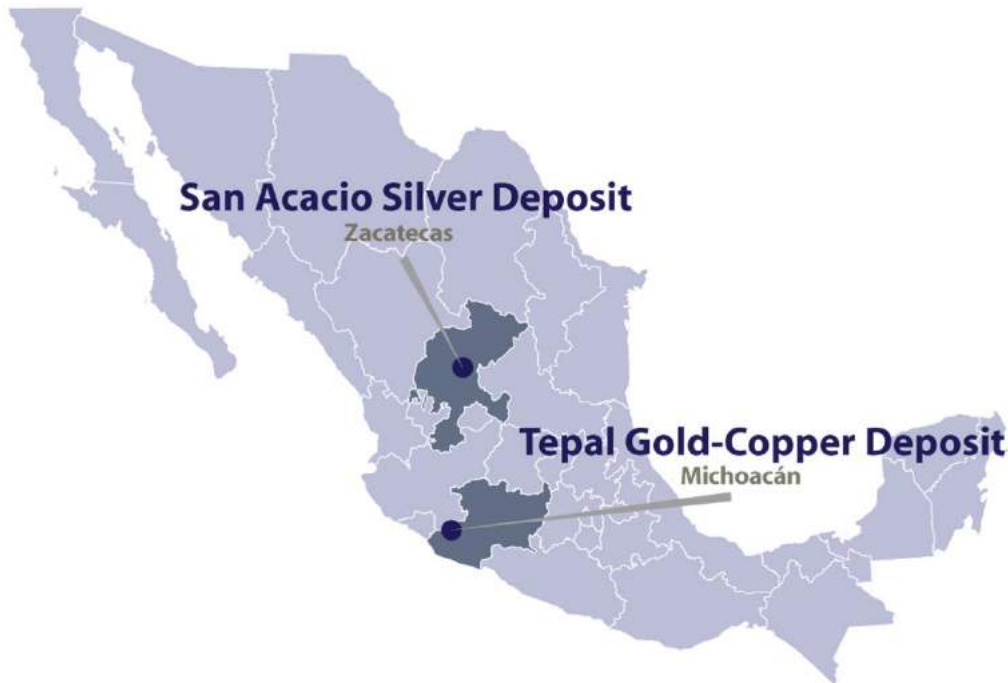 San Acacio Silver Deposit
Zacatecas
Tepal Gold-Copper Deposit
Michoacán